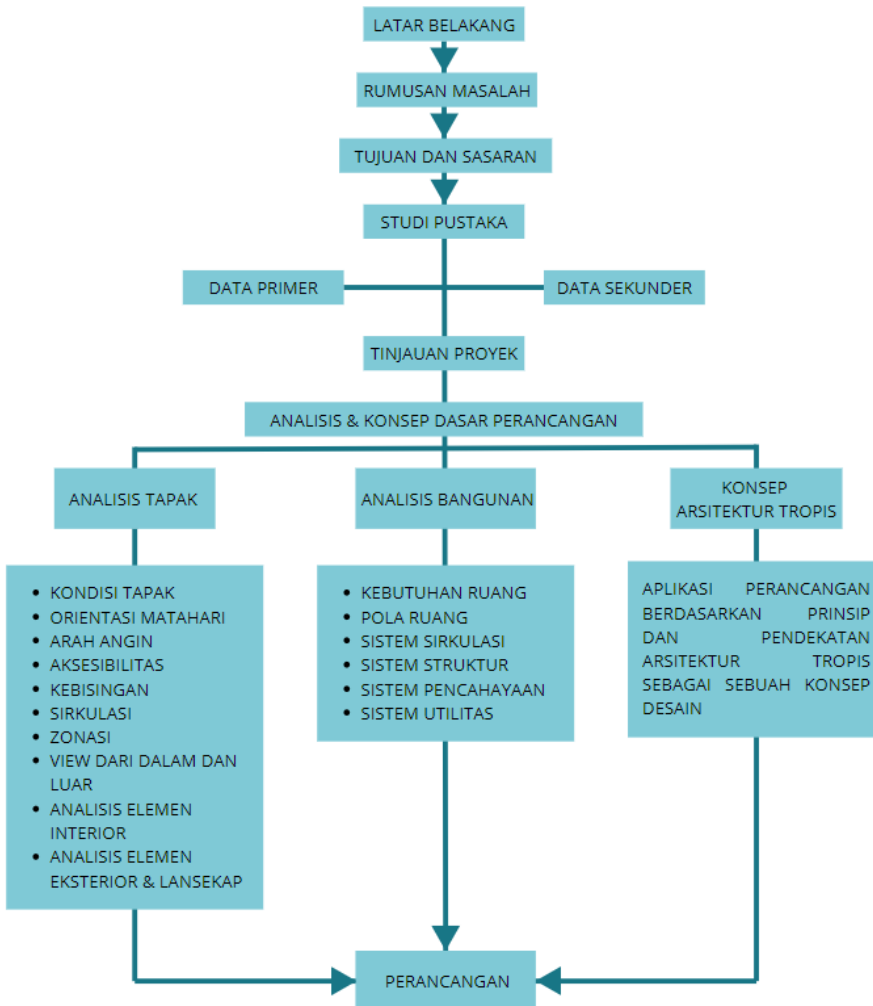 LATAR BELAKANG
RUMUSAN MASALAH
TUJUAN DAN SASARAN
STUDI PUSTAKA
DATA PRIMER
DATA SEKUNDER
TINJAUAN PROYEK
ANALISIS & KONSEP DASAR PERANCANGAN
ANALISIS TAPAK
• KONDISI TAPAK
• ORIENTASI MATAHARI
• ARAH ANGIN
• AKSESIBILITAS
• KEBISINGAN
• SIRKULASI
• ZONASI
• VIEW DARI DALAM DAN
LUAR
• ANALISIS ELEMEN
INTERIOR
• ANALISIS ELEMEN
EKSTERIOR & LANSEKAP
ANALISIS BANGUNAN
• KEBUTUHAN RUANG
• POLA RUANG
• SISTEM SIRKULASI
• SISTEM STRUKTUR
• SISTEM PENCAHAYAAN
• SISTEM UTILITAS
KONSEP
ARSITEKTUR TROPIS
APLIKASI PERANCANGAN
BERDASARKAN PRINSIP
DAN PENDEKATAN
ARSITEKTUR TROPIS
SEBAGAI SEBUAH KONSEP
DESAIN
PERANCANGAN